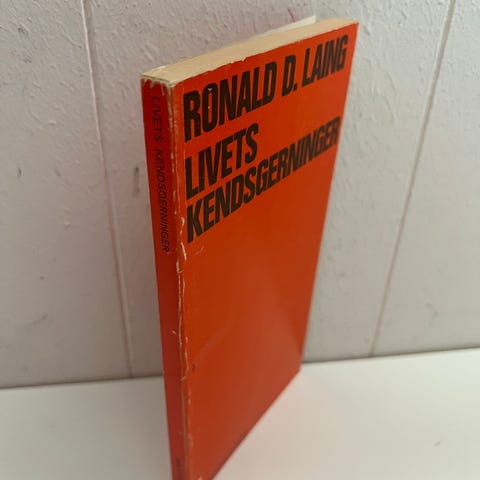 RONALD D. LAING
LIVETS
KENDSGERNINGER
LIVETS KENDSGERNINGER